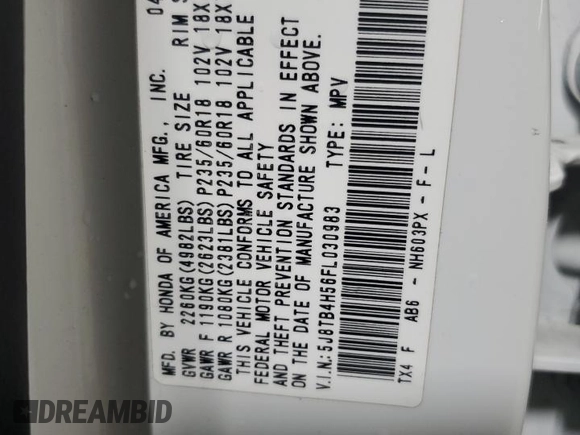 MFD. BY HONDA OF AMERICA MFG., INC. 04
GVWR 2260KG(4982LBS) TIRE SIZE RIM S
GAWR F 1190KG(2623LBS)P235/60R18 102V 18X
GAWR R 1080KG(2381LBS)P235/60R18 102V 18X
THIS VEHICLE CONFORMS TO ALL APPLICABLE
FEDERAL MOTOR VEHICLE SAFETY
AND THEFT PREVENTION STANDARDS IN EFFECT
ON THE DATE OF MANUFACTURE SHOWN ABOVE.
V.I.N.:5J8TB4H56FL030983 TYPE: MPV
TX4 F AB6 - NH603PX - F - L
DREAMBID